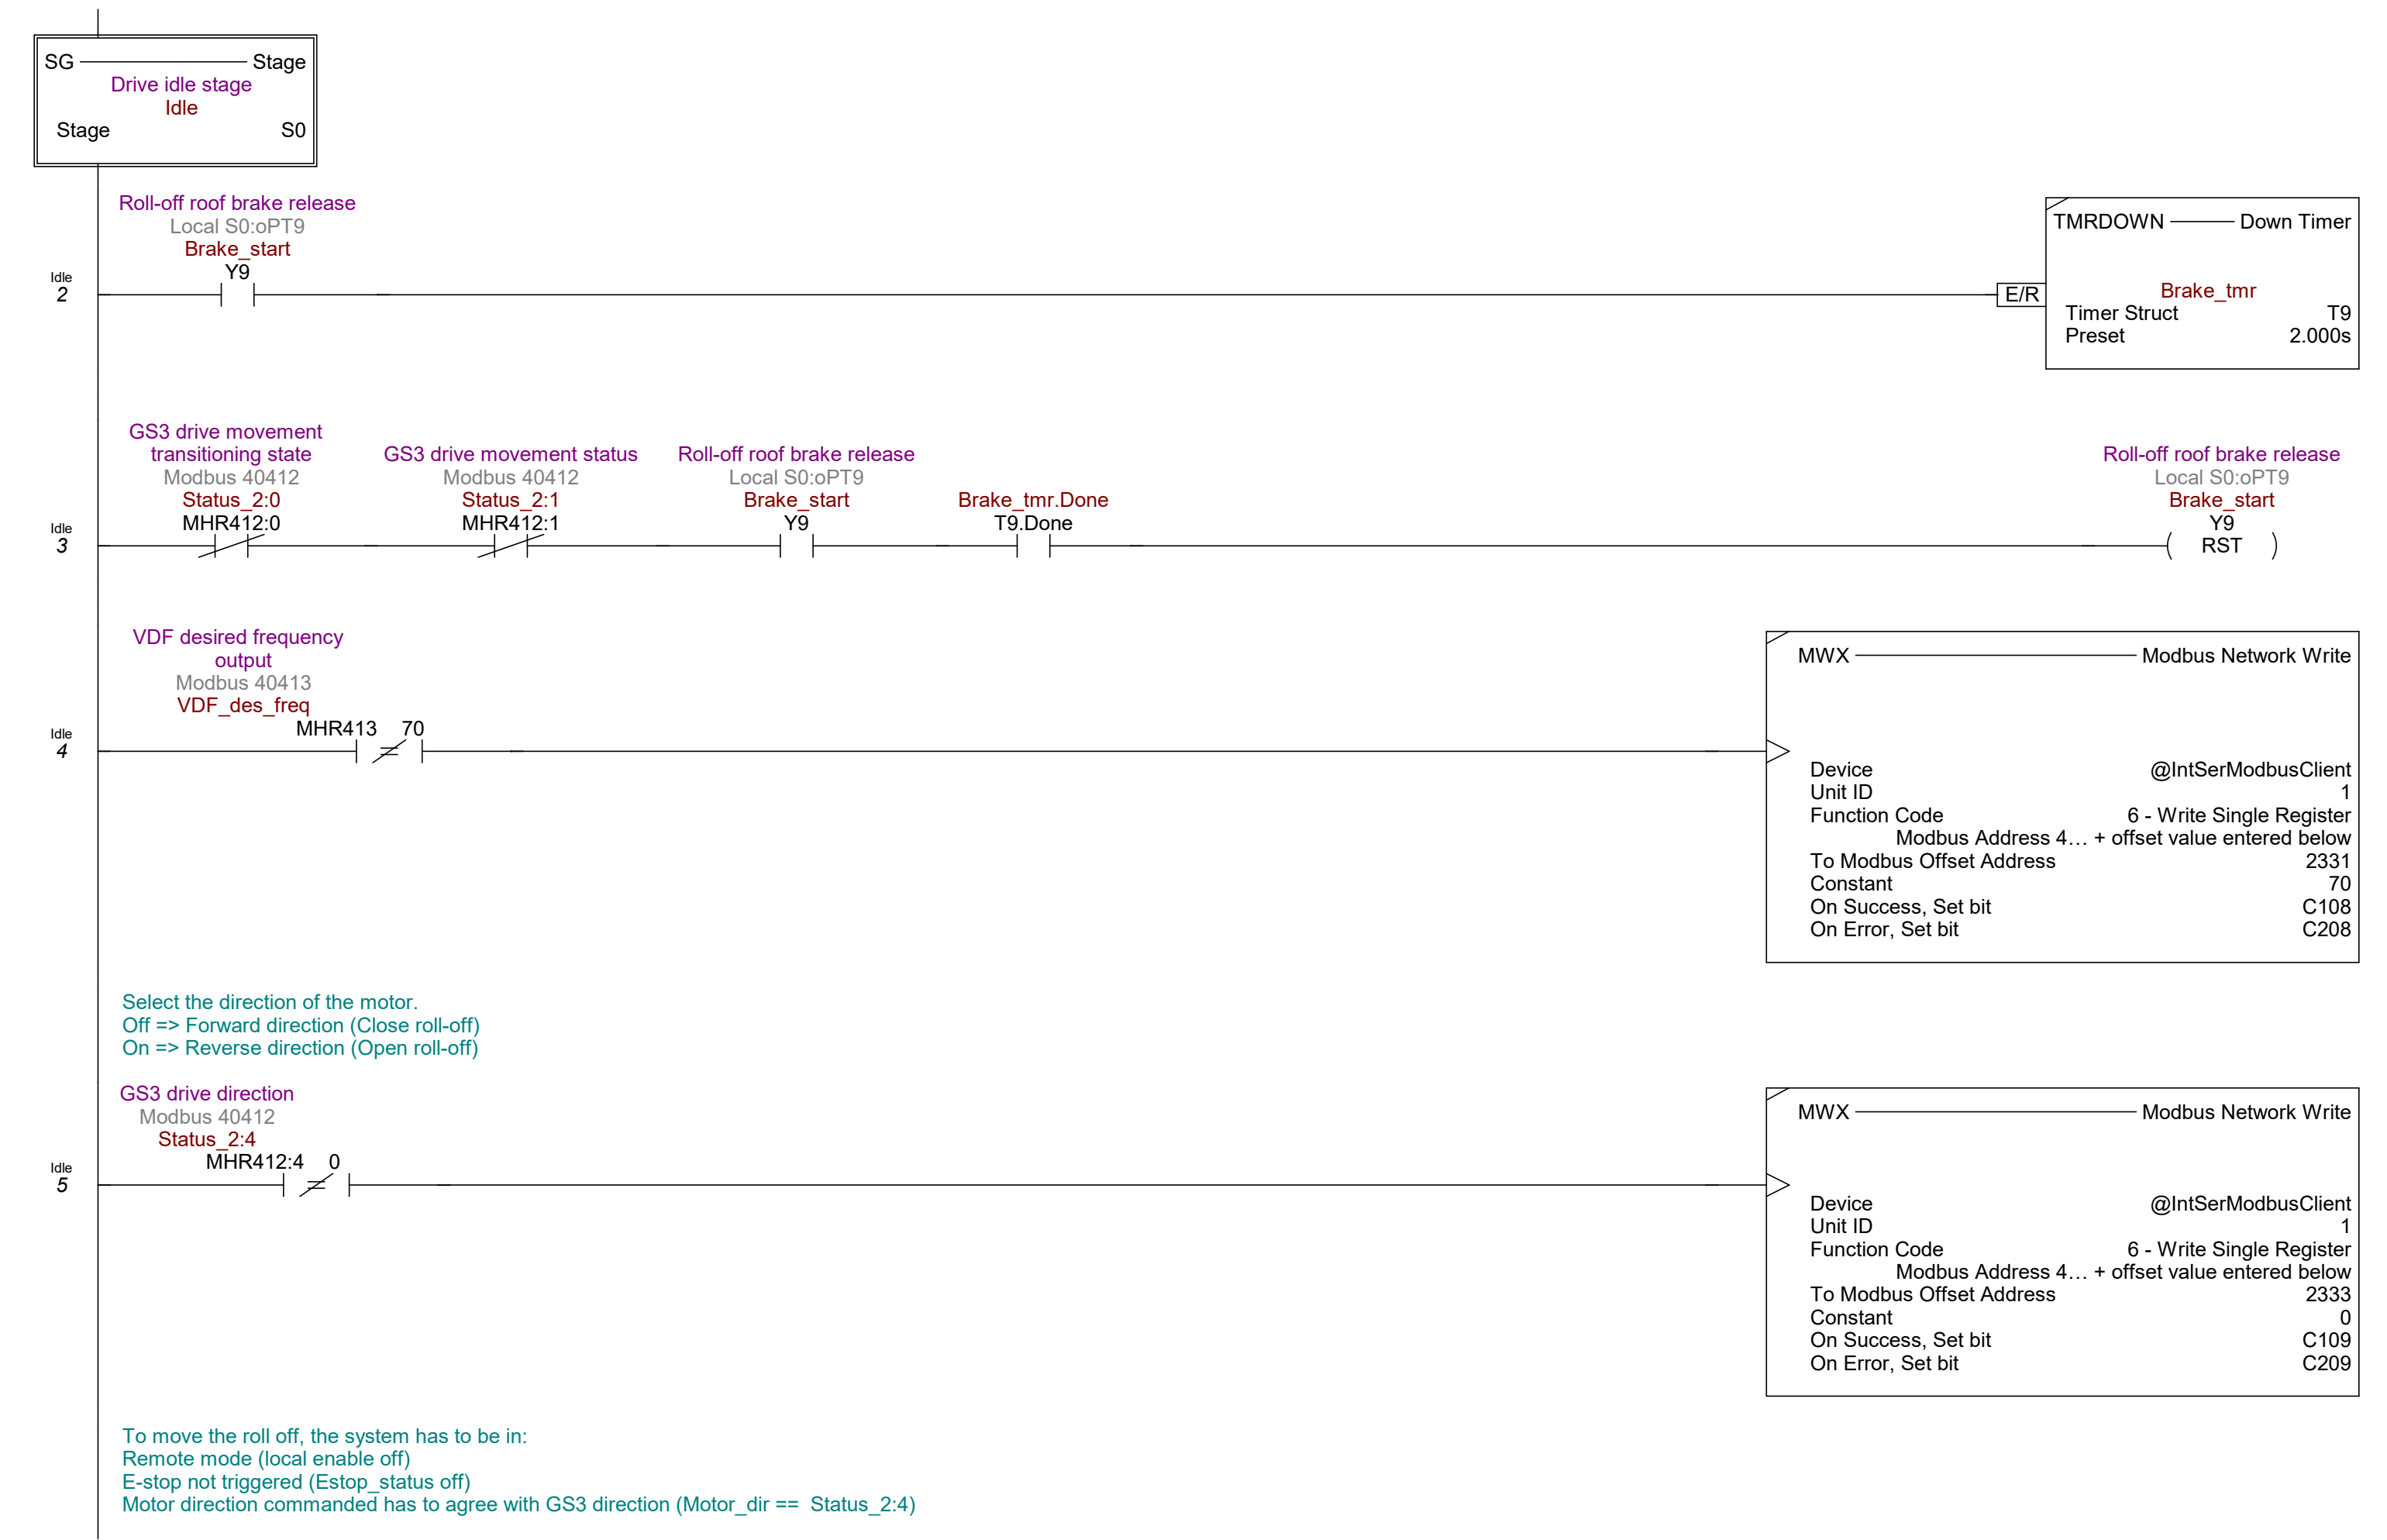 SG Stage
Drive idle stage
Idle
Stage S0
Roll-off roof brake release
Local S0:oPT9
Brake_start
Y9
Idle
2
E/R
TMRDOWN Down Timer
Brake_tmr
Timer Struct T9
Preset 2.000s
GS3 drive movement
transitioning state
Modbus 40412
Status_2:0
MHR412:0
GS3 drive movement status
Modbus 40412
Status_2:1
MHR412:1
Roll-off roof brake release
Local S0:oPT9
Brake_start
Y9
Brake_tmr.Done
T9.Done
Roll-off roof brake release
Local S0:oPT9
Brake_start
Y9
RST
Idle
3
VDF desired frequency
output
Modbus 40413
VDF_des_freq
MHR413 70
Idle
4
MWX Modbus Network Write
Device @IntSerModbusClient
Unit ID 1
Function Code 6 - Write Single Register
Modbus Address 4… + offset value entered below
To Modbus Offset Address 2331
Constant 70
On Success, Set bit C108
On Error, Set bit C208
Select the direction of the motor.
Off => Forward direction (Close roll-off)
On => Reverse direction (Open roll-off)
GS3 drive direction
Modbus 40412
Status_2:4
MHR412:4 0
Idle
5
MWX Modbus Network Write
Device @IntSerModbusClient
Unit ID 1
Function Code 6 - Write Single Register
Modbus Address 4… + offset value entered below
To Modbus Offset Address 2333
Constant 0
On Success, Set bit C109
On Error, Set bit C209
To move the roll off, the system has to be in:
Remote mode (local enable off)
E-stop not triggered (Estop_status off)
Motor direction commanded has to agree with GS3 direction (Motor_dir == Status_2:4)